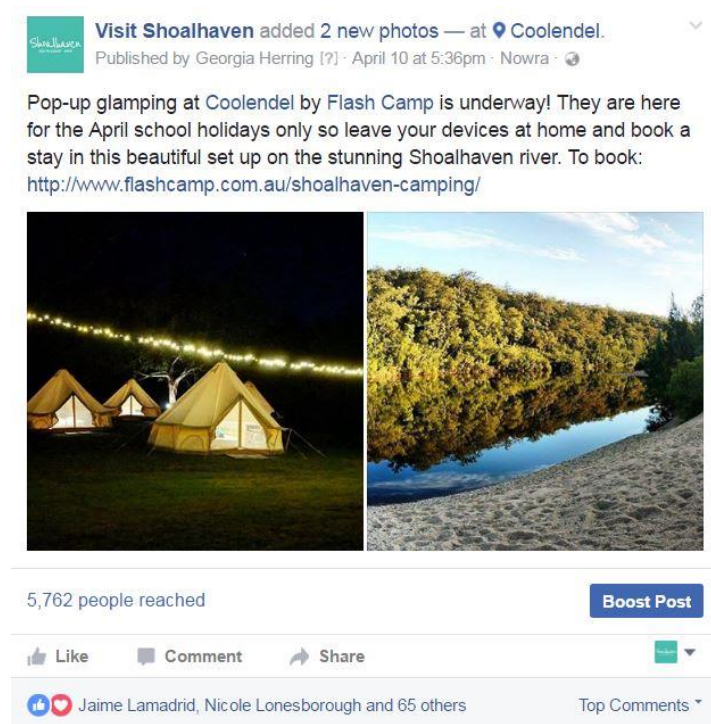 Shoalhaven
Visit Shoalhaven added 2 new photos — at Coolendel.
Published by Georgia Herring [?] · April 10 at 5:36pm · Nowra ·
Pop-up glamping at Coolendel by Flash Camp is underway! They are here
for the April school holidays only so leave your devices at home and book a
stay in this beautiful set up on the stunning Shoalhaven river. To book:
http://www.flashcamp.com.au/shoalhaven-camping/
5,762 people reached
Boost Post
Like Comment Share
Jaime Lamadrid, Nicole Lonesborough and 65 others
Top Comments